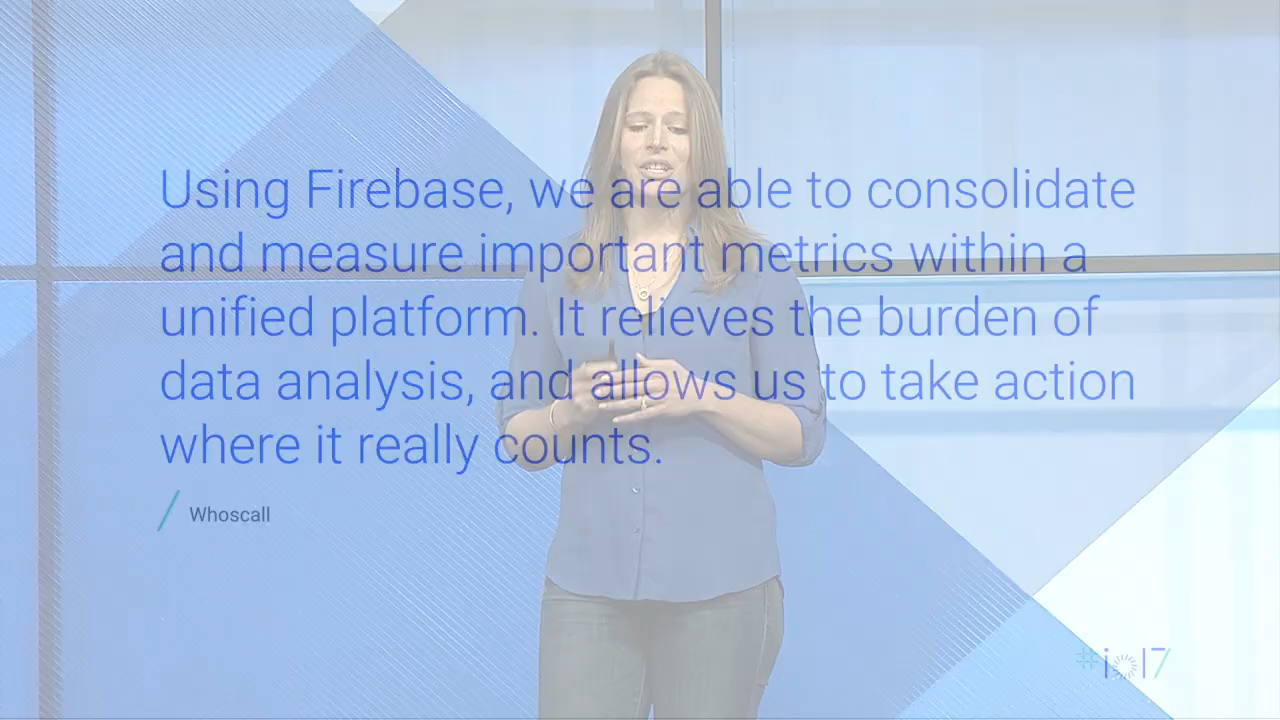 Using Firebase, we are able to consolidate
and measure important metrics within a
unified platform. It relieves the burden of
data analysis, and allows us to take action
where it really counts.
Whoscall
#io17